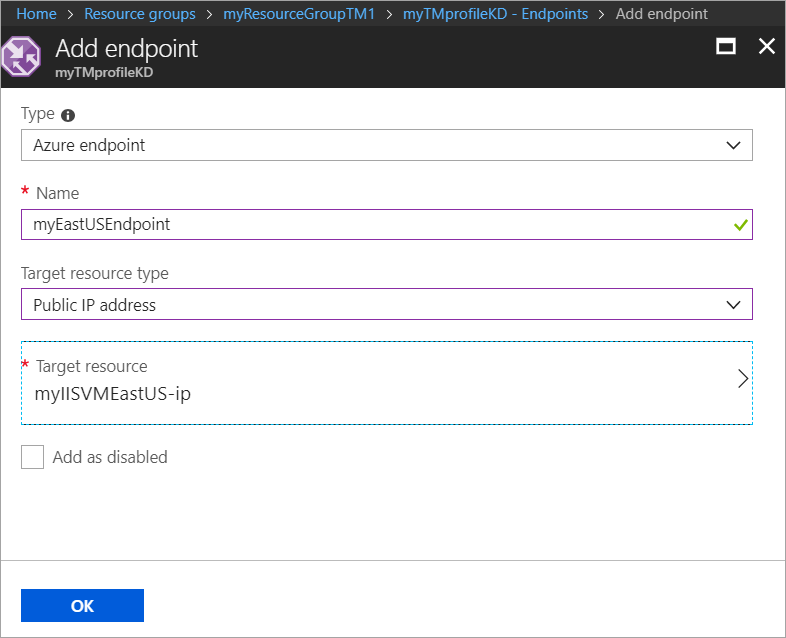 Home > Resource groups > myResourceGroupTM1 > myTMprofileKD - Endpoints > Add endpoint
Add endpoint
myTMprofileKD
Type
Azure endpoint
* Name
myEastUSEndpoint
Target resource type
Public IP address
* Target resource
myIISVMEastUS-ip
Add as disabled
OK